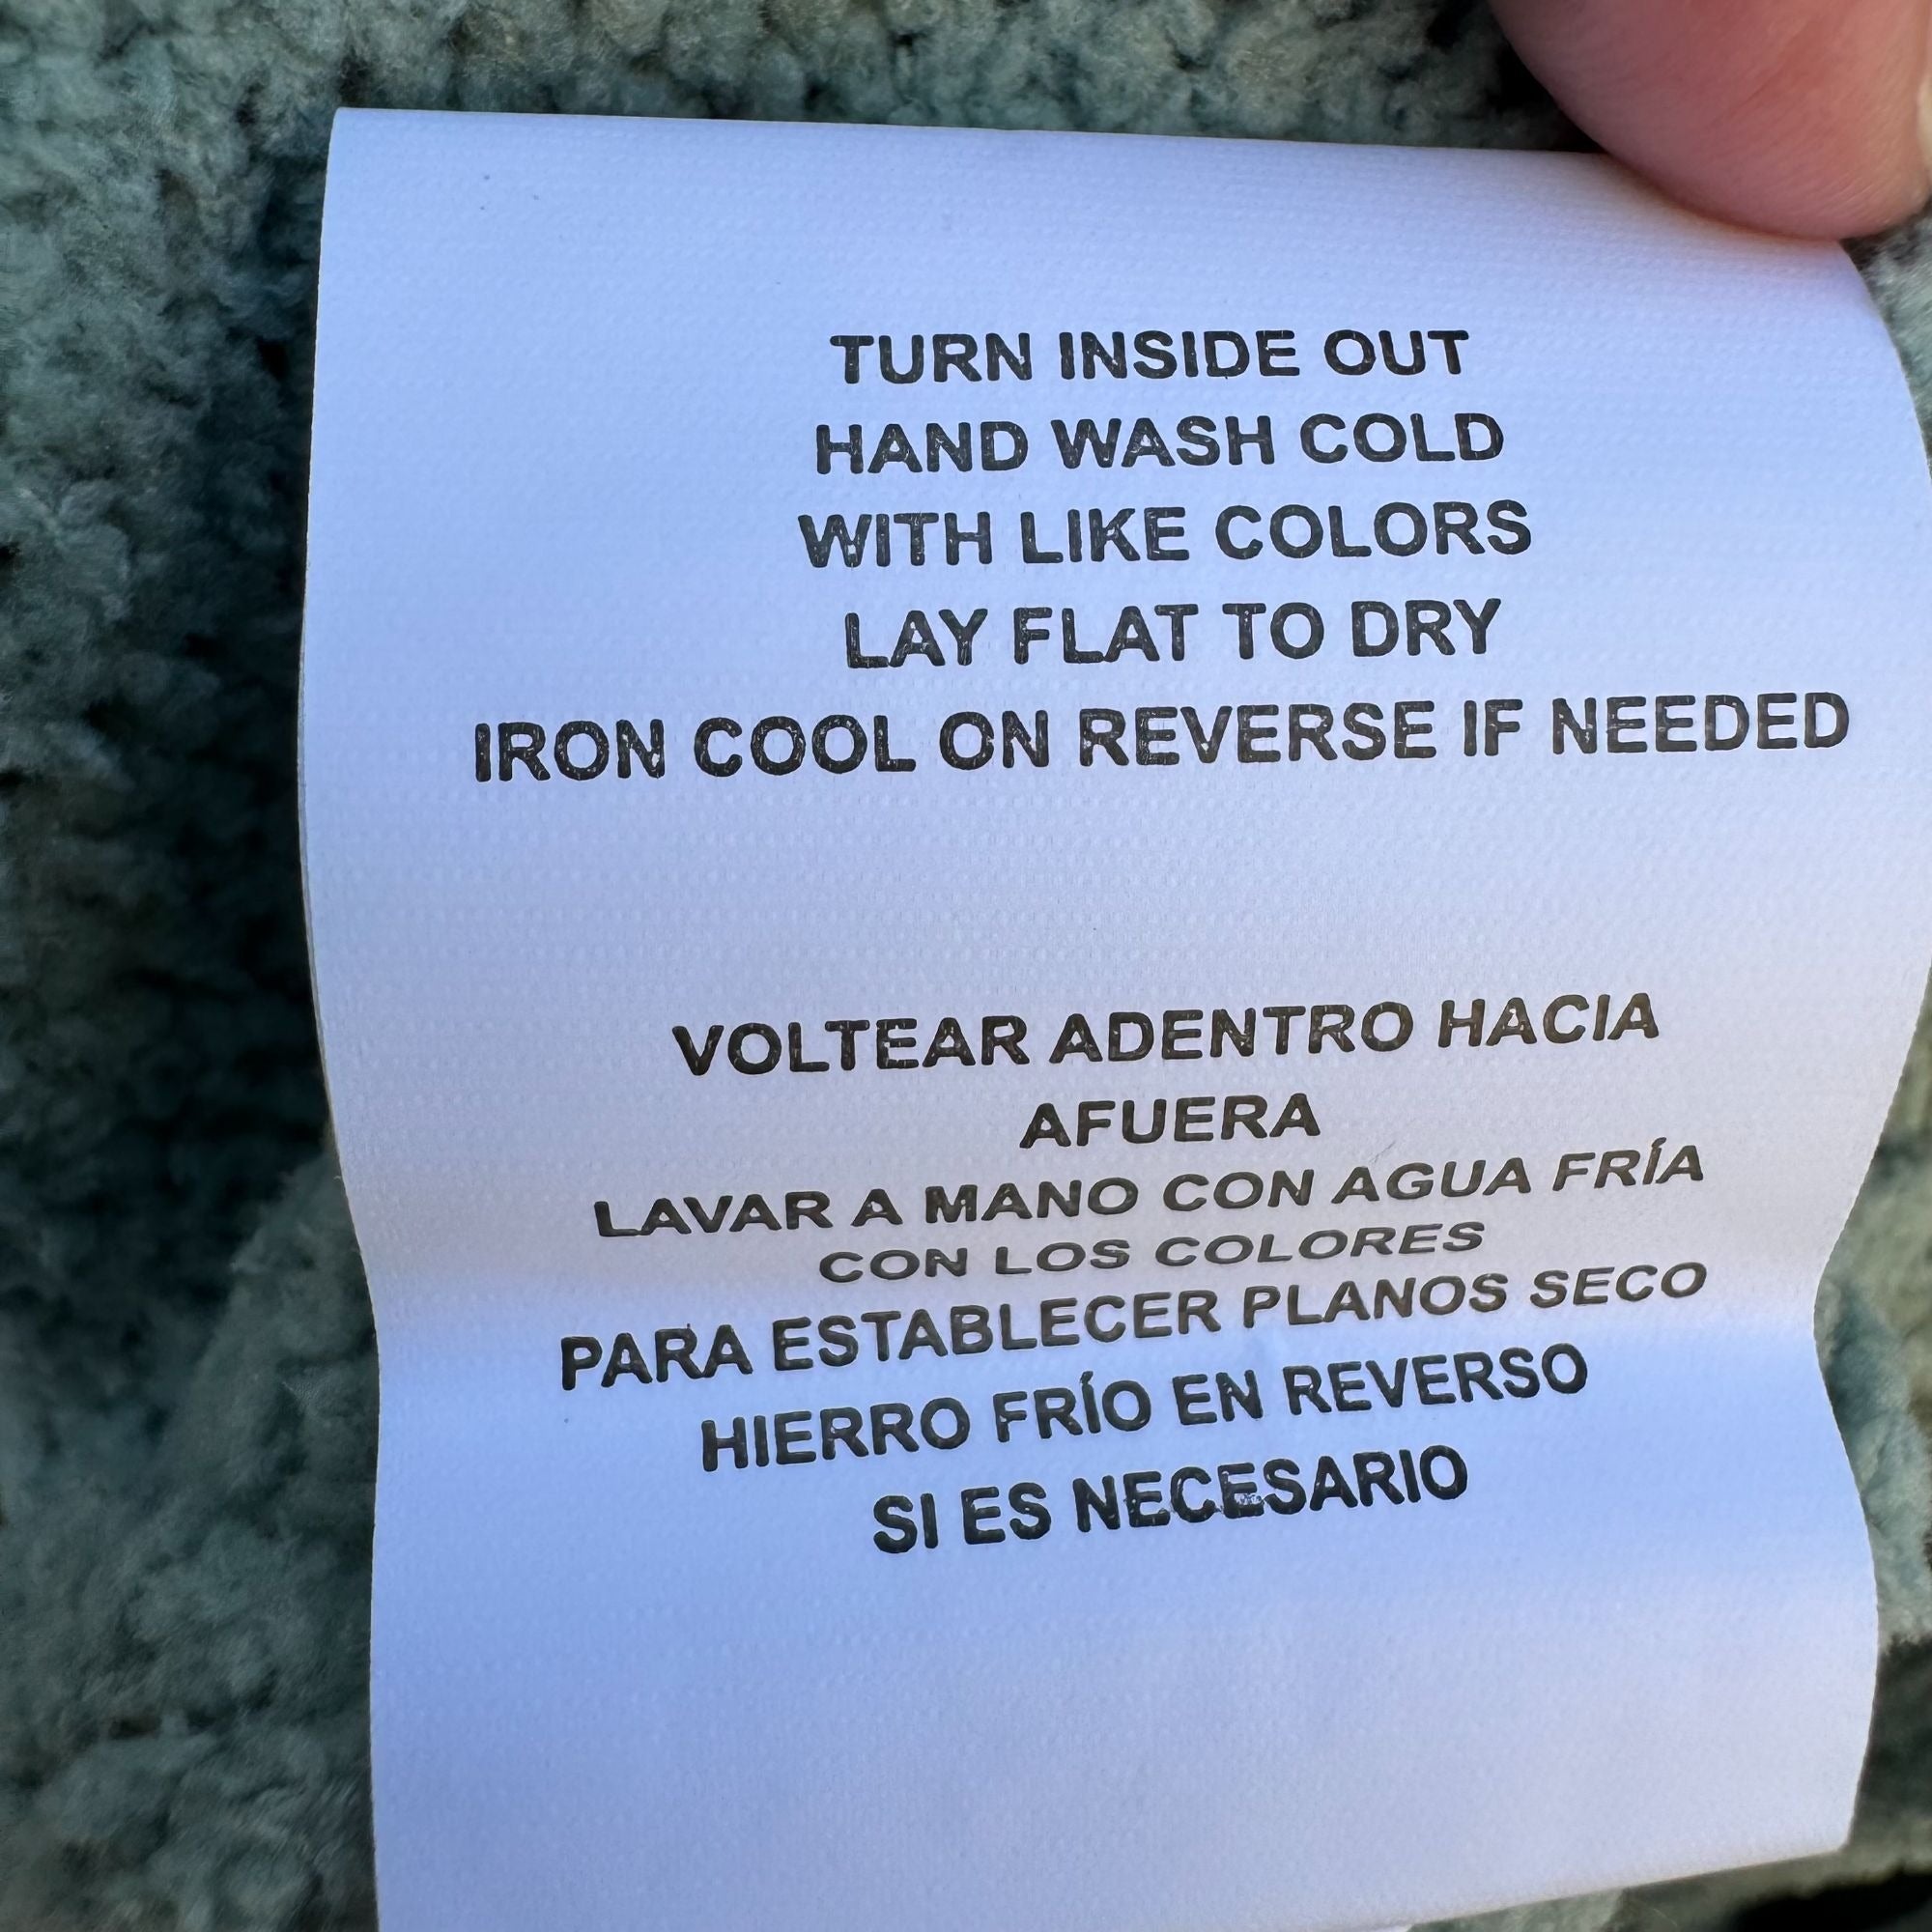 TURN INSIDE OUT
HAND WASH COLD
WITH LIKE COLORS
LAY FLAT TO DRY
IRON COOL ON REVERSE IF NEEDED
VOLTEAR ADENTRO HACIA
AFUERA
LAVAR A MANO CON AGUA FRÍA
CON LOS COLORES
PARA ESTABLECER PLANOS SECO
HIERRO FRÍO EN REVERSO
SI ES NECESARIO